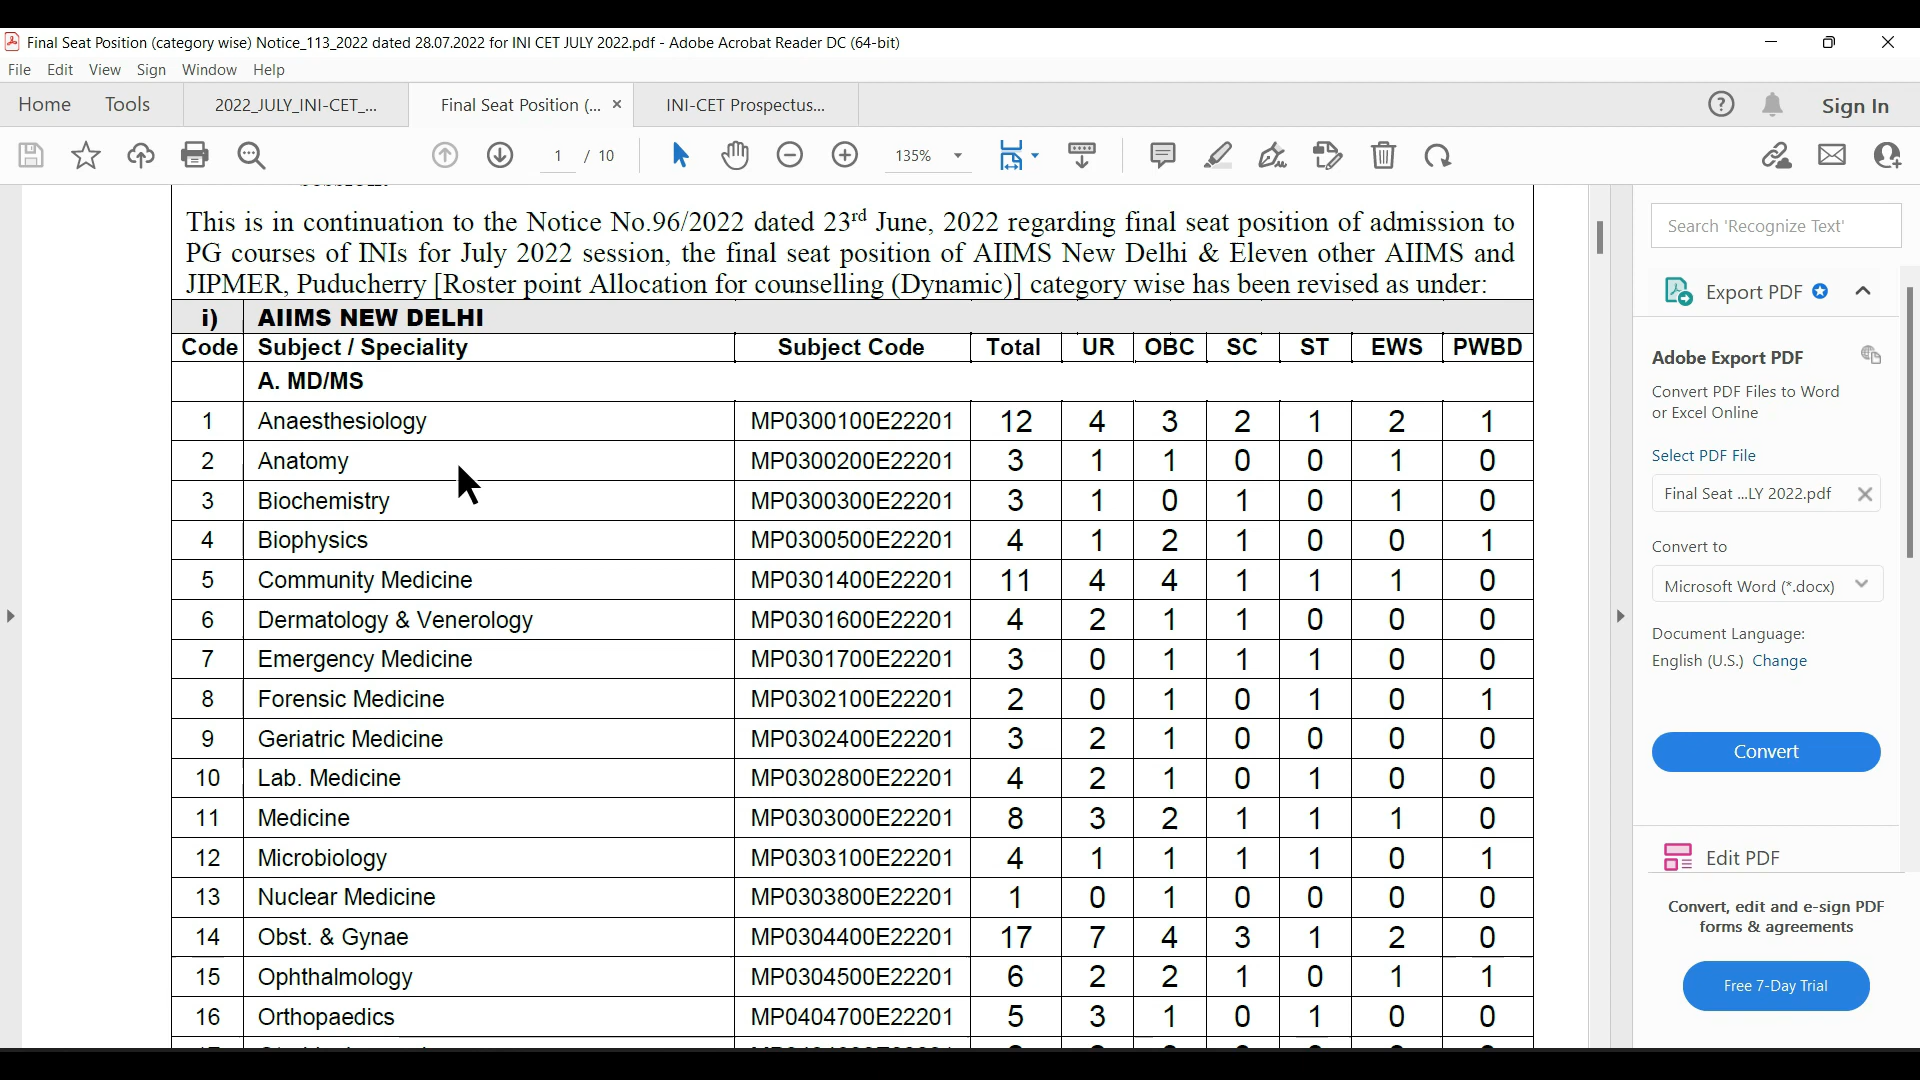 Final Seat Position (category wise) Notice_113_2022 dated 28.07.2022 for INI CET JULY 2022.pdf - Adobe Acrobat Reader DC (64-bit)
File Edit View Sign Window Help
Home Tools 2022_JULY_INI-CET_... Final Seat Position (... × INI-CET Prospectus... Sign In
1 / 10 135%
This is in continuation to the Notice No.96/2022 dated 23rd June, 2022 regarding final seat position of admission to
PG courses of INIs for July 2022 session, the final seat position of AIIMS New Delhi & Eleven other AIIMS and
JIPMER, Puducherry [Roster point Allocation for counselling (Dynamic)] category wise has been revised as under:
i) AIIMS NEW DELHI
Code Subject / Speciality Subject Code Total UR OBC SC ST EWS PWBD
A. MD/MS
1 Anaesthesiology MP0300100E22201 12 4 3 2 1 2 1
2 Anatomy MP0300200E22201 3 1 1 0 0 1 0
3 Biochemistry MP0300300E22201 3 1 0 1 0 1 0
4 Biophysics MP0300500E22201 4 1 2 1 0 0 1
5 Community Medicine MP0301400E22201 11 4 4 1 1 1 0
6 Dermatology & Venerology MP0301600E22201 4 2 1 1 0 0 0
7 Emergency Medicine MP0301700E22201 3 0 1 1 1 0 0
8 Forensic Medicine MP0302100E22201 2 0 1 0 1 0 1
9 Geriatric Medicine MP0302400E22201 3 2 1 0 0 0 0
10 Lab. Medicine MP0302800E22201 4 2 1 0 1 0 0
11 Medicine MP0303000E22201 8 3 2 1 1 1 0
12 Microbiology MP0303100E22201 4 1 1 1 1 0 1
13 Nuclear Medicine MP0303800E22201 1 0 1 0 0 0 0
14 Obst. & Gynae MP0304400E22201 17 7 4 3 1 2 0
15 Ophthalmology MP0304500E22201 6 2 2 1 0 1 1
16 Orthopaedics MP0404700E22201 5 3 1 0 1 0 0
Search 'Recognize Text'
Export PDF
Adobe Export PDF
Convert PDF Files to Word
or Excel Online
Select PDF File
Final Seat ...LY 2022.pdf
Convert to
Microsoft Word (*.docx)
Document Language:
English (U.S.) Change
Convert
Edit PDF
Convert, edit and e-sign PDF
forms & agreements
Free 7-Day Trial